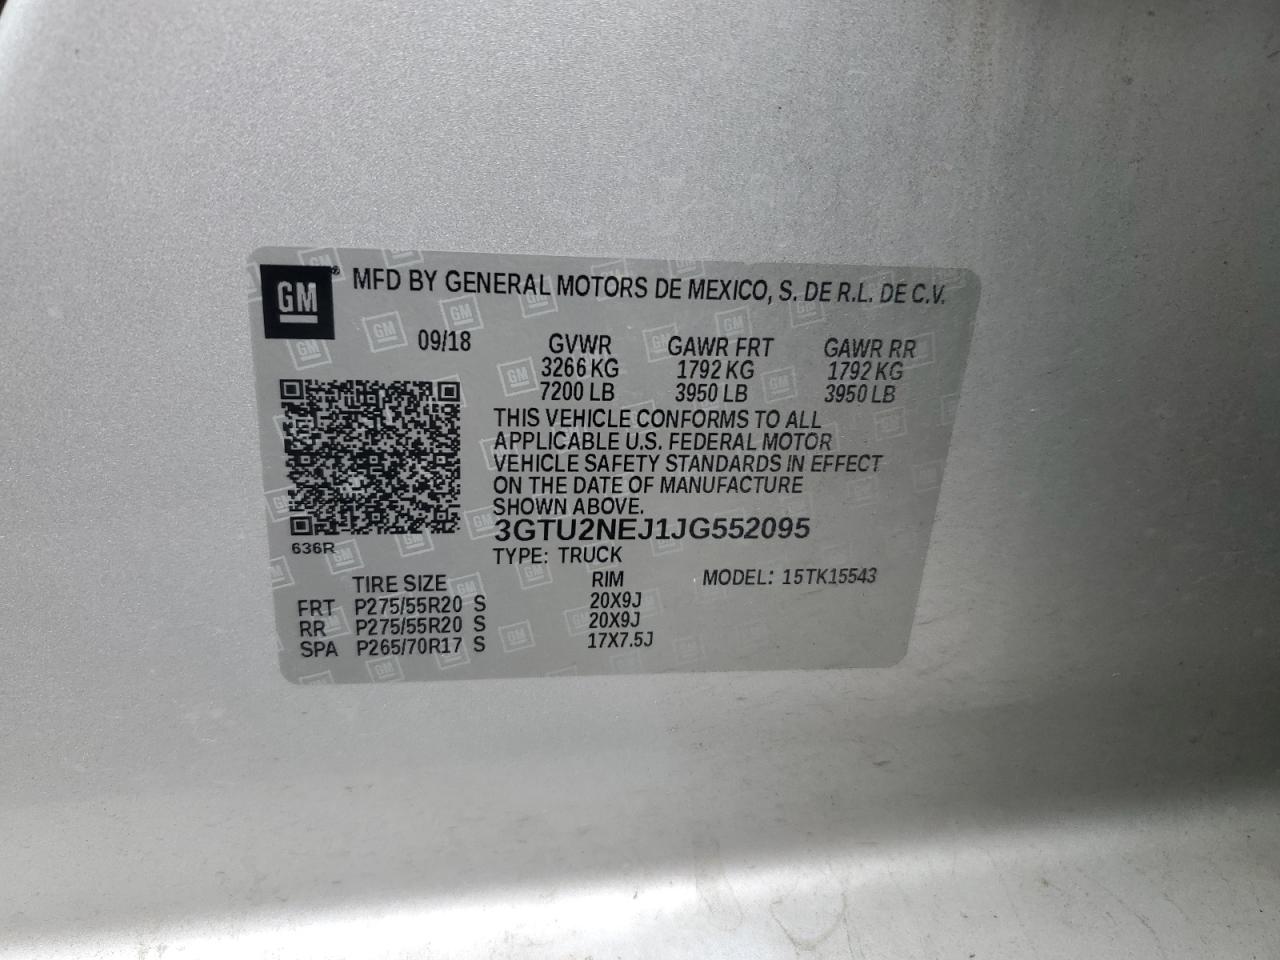 GM® MFD BY GENERAL MOTORS DE MEXICO, S. DE R.L. DE C.V.
09/18 GVWR GAWR FRT GAWR RR
3266 KG 1792 KG 1792 KG
7200 LB 3950 LB 3950 LB
THIS VEHICLE CONFORMS TO ALL
APPLICABLE U.S. FEDERAL MOTOR
VEHICLE SAFETY STANDARDS IN EFFECT
ON THE DATE OF MANUFACTURE
SHOWN ABOVE.
3GTU2NEJ1JG552095
636R
TYPE: TRUCK
TIRE SIZE RIM MODEL: 15TK15543
FRT P275/55R20 S 20X9J
RR P275/55R20 S 20X9J
SPA P265/70R17 S 17X7.5J